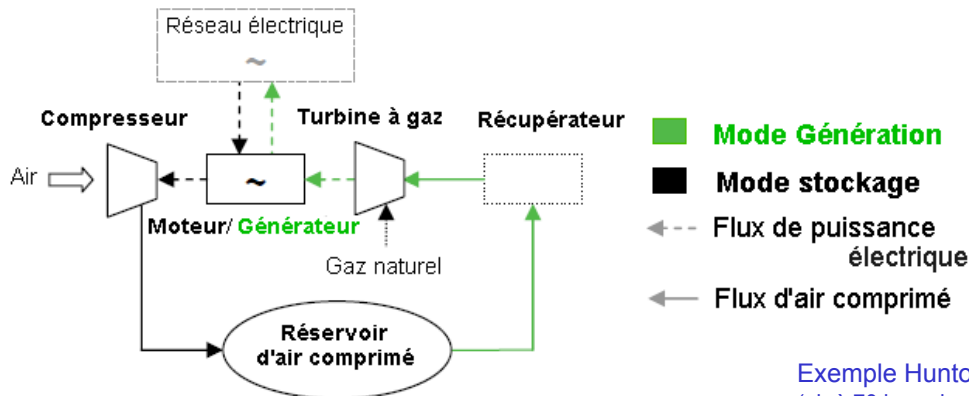 Réseau électrique
~
Compresseur
Turbine à gaz
Récupérateur
Air
~
Moteur/ Générateur
Gaz naturel
Réservoir
d'air comprimé
Mode Génération
Mode stockage
Flux de puissance
électrique
Flux d'air comprimé
Exemple Hunto